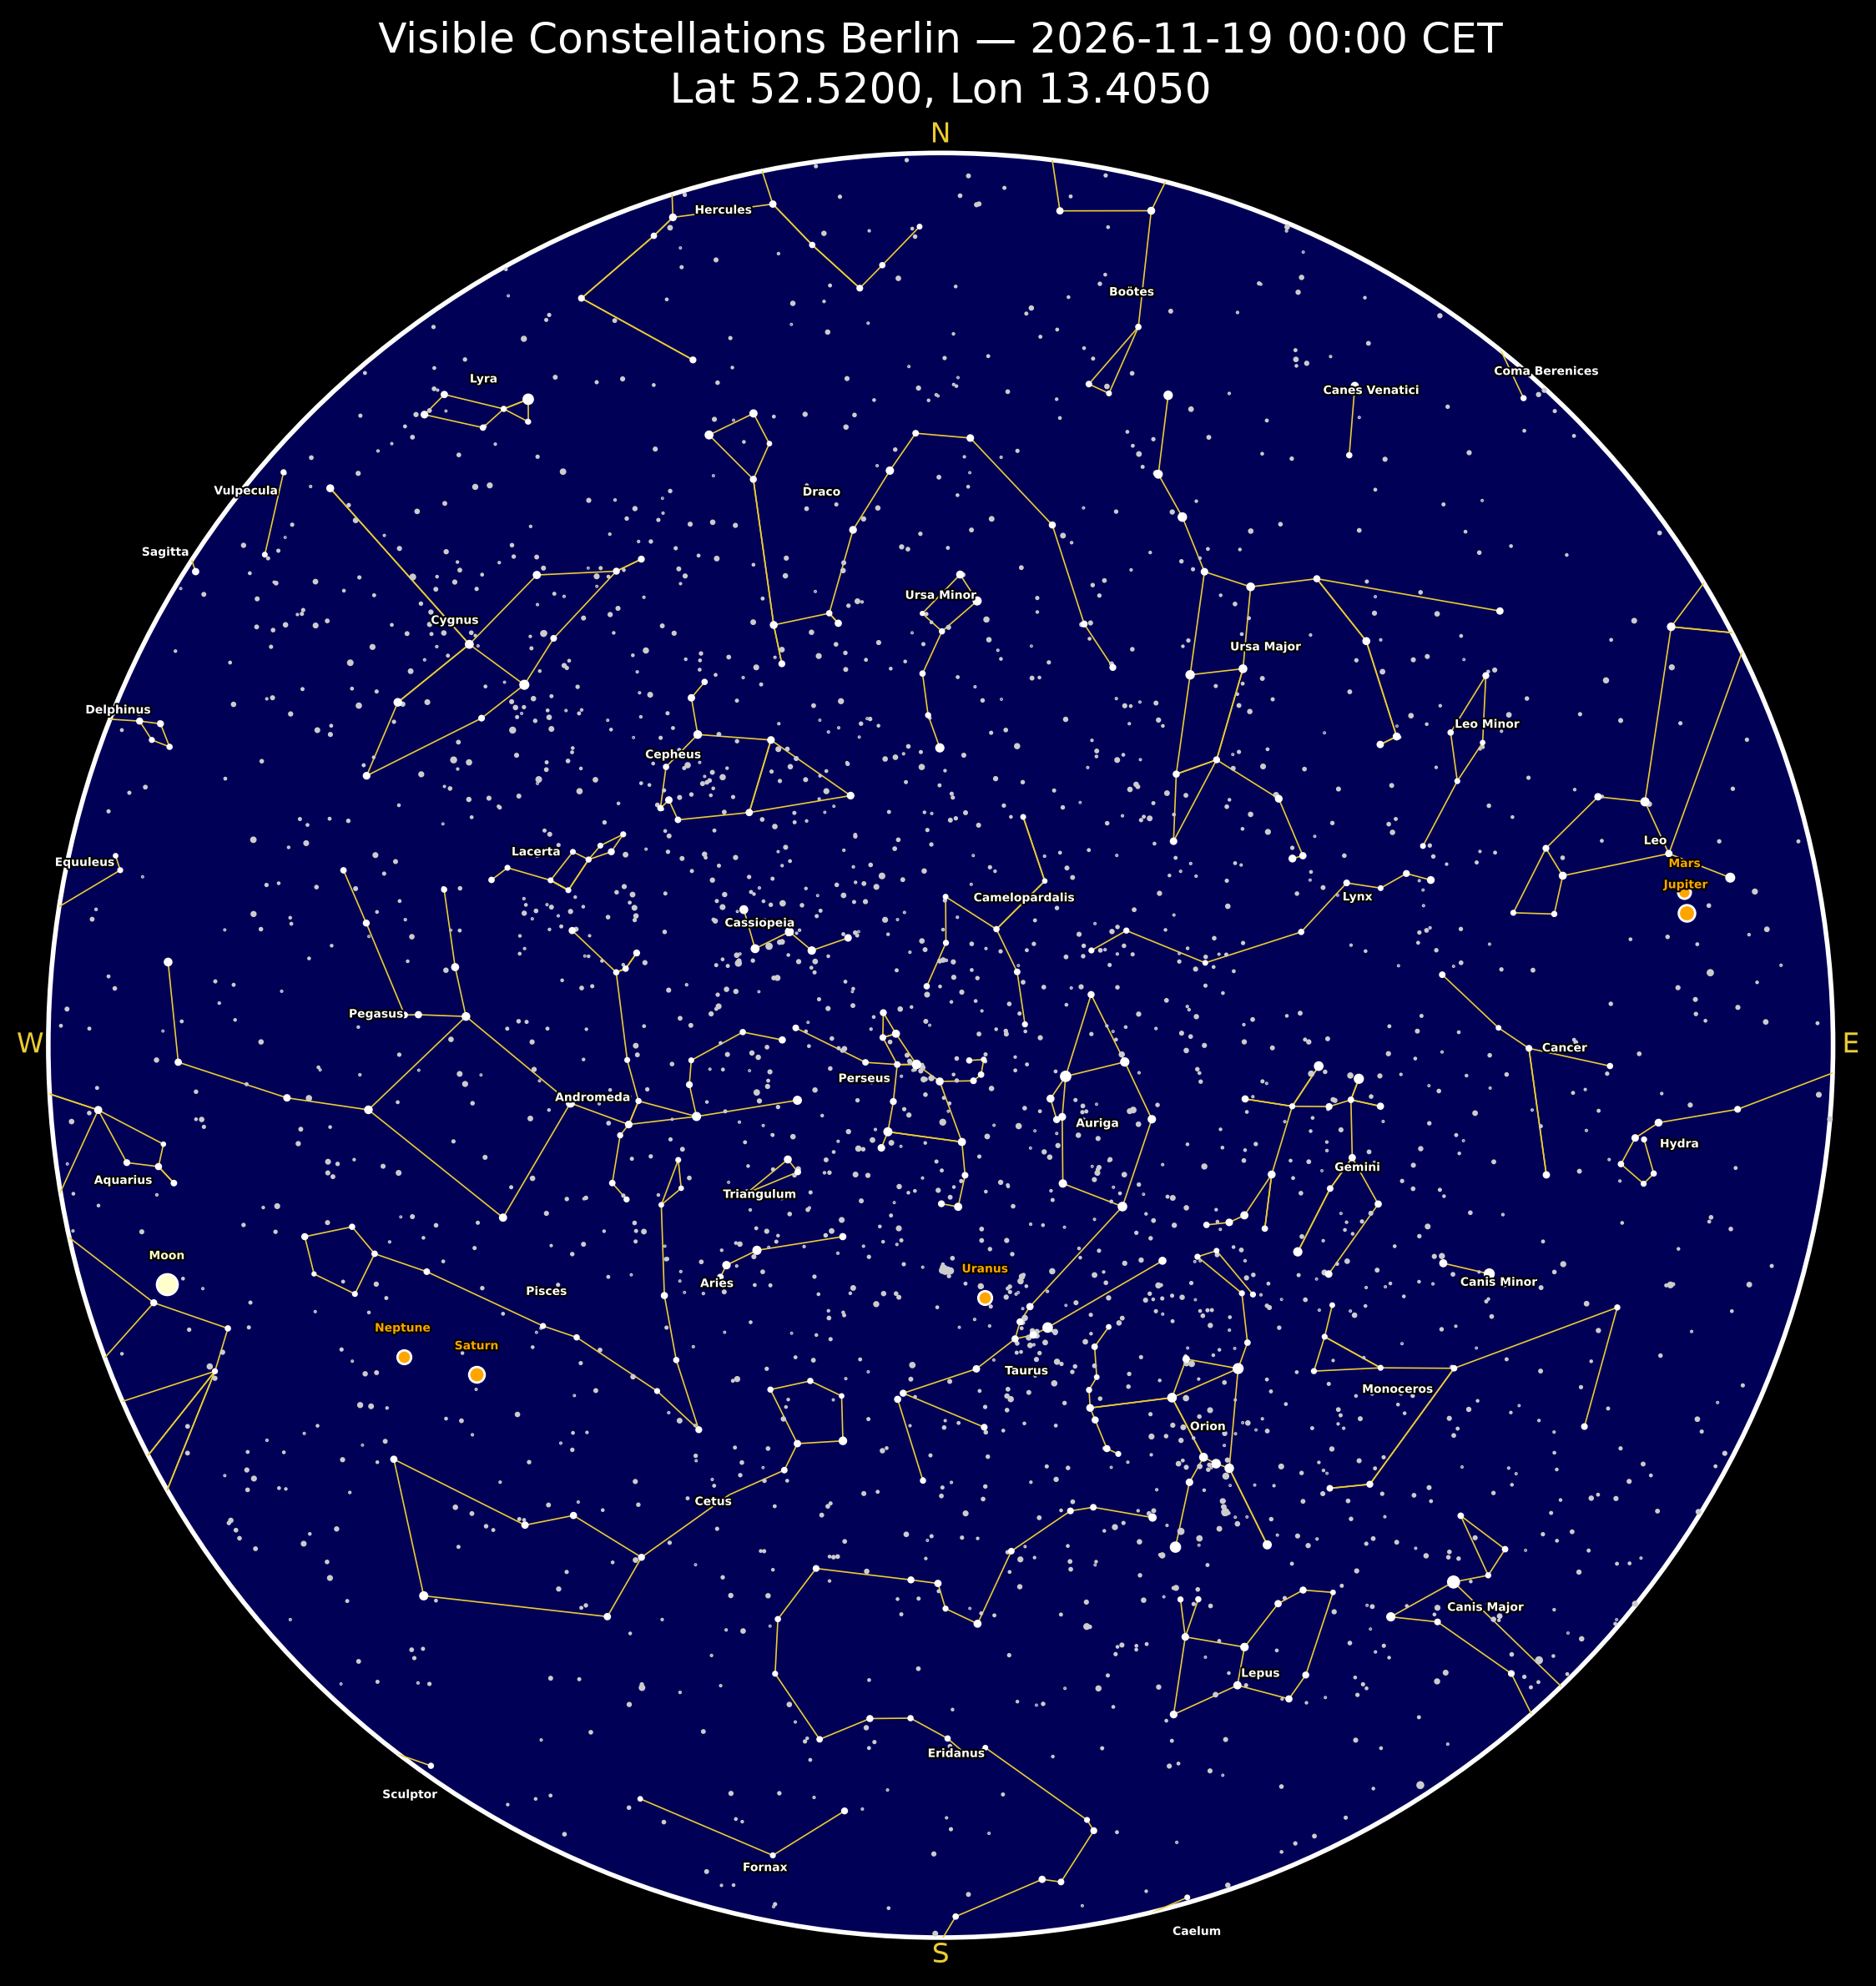 Visible Constellations Berlin — 2026-11-19 00:00 CET
Lat 52.5200, Lon 13.4050
N
Hercules
Boötes
Coma Berenices
Lyra
Canes Venatici
Vulpecula
Draco
Sagitta
Ursa Minor
Cygnus
Ursa Major
Delphinus
Leo Minor
Cepheus
Leo
Lacerta
Equuleus
Mars
Jupiter
Camelopardalis
Lynx
Cassiopeia
Pegasus
W
E
Cancer
Perseus
Andromeda
Auriga
Hydra
Gemini
Aquarius
Triangulum
Moon
Uranus
Aries
Canis Minor
Pisces
Neptune
Saturn
Taurus
Monoceros
Orion
Cetus
Canis Major
Lepus
Eridanus
Sculptor
Fornax
Caelum
S